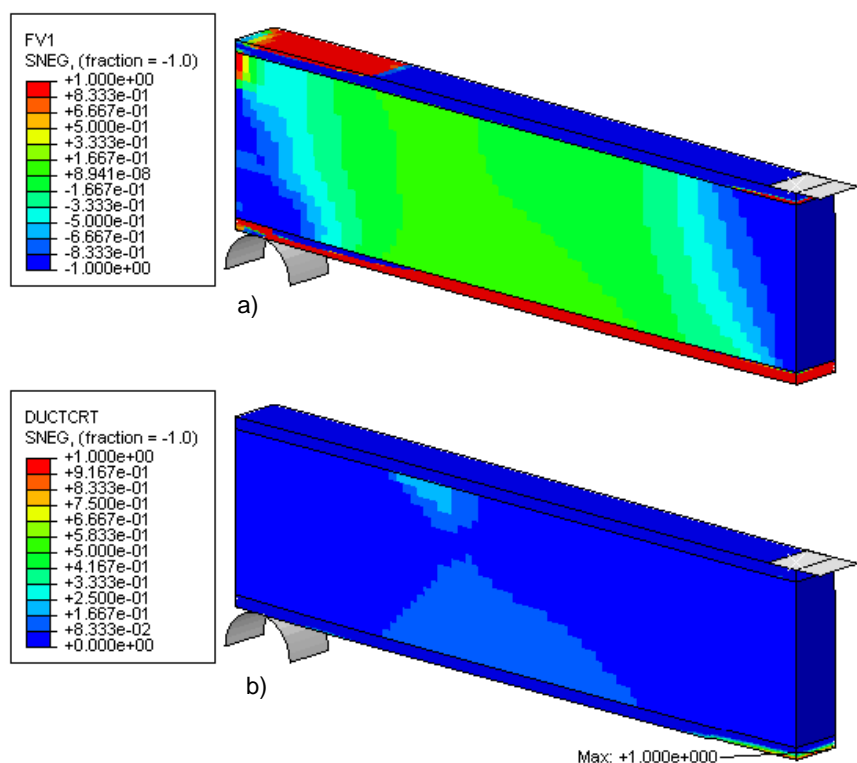 FV1
SNEG, (fraction = -1.0)
+1.000e+00
+8.333e-01
+6.667e-01
+5.000e-01
+3.333e-01
+1.667e-01
+8.941e-08
-1.667e-01
-3.333e-01
-5.000e-01
-6.667e-01
-8.333e-01
-1.000e+00
a)
DUCTCRT
SNEG, (fraction = -1.0)
+1.000e+00
+9.167e-01
+8.333e-01
+7.500e-01
+6.667e-01
+5.833e-01
+5.000e-01
+4.167e-01
+3.333e-01
+2.500e-01
+1.667e-01
+8.333e-02
+0.000e+00
b)
Max: +1.000e+000